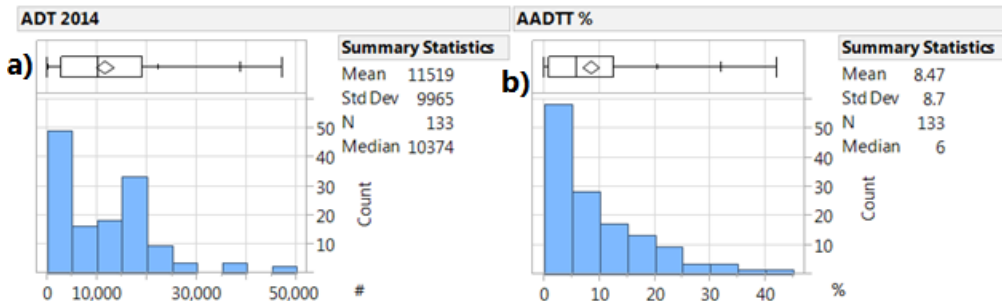 ADT 2014
a)
Summary Statistics
Mean 11519
Std Dev 9965
N 133
Median 10374
50
40
30
20
10
Count
0 10,000 30,000 50,000 #
AADTT %
b)
Summary Statistics
Mean 8.47
Std Dev 8.7
N 133
Median 6
50
40
30
20
10
Count
0 10 20 30 40 %